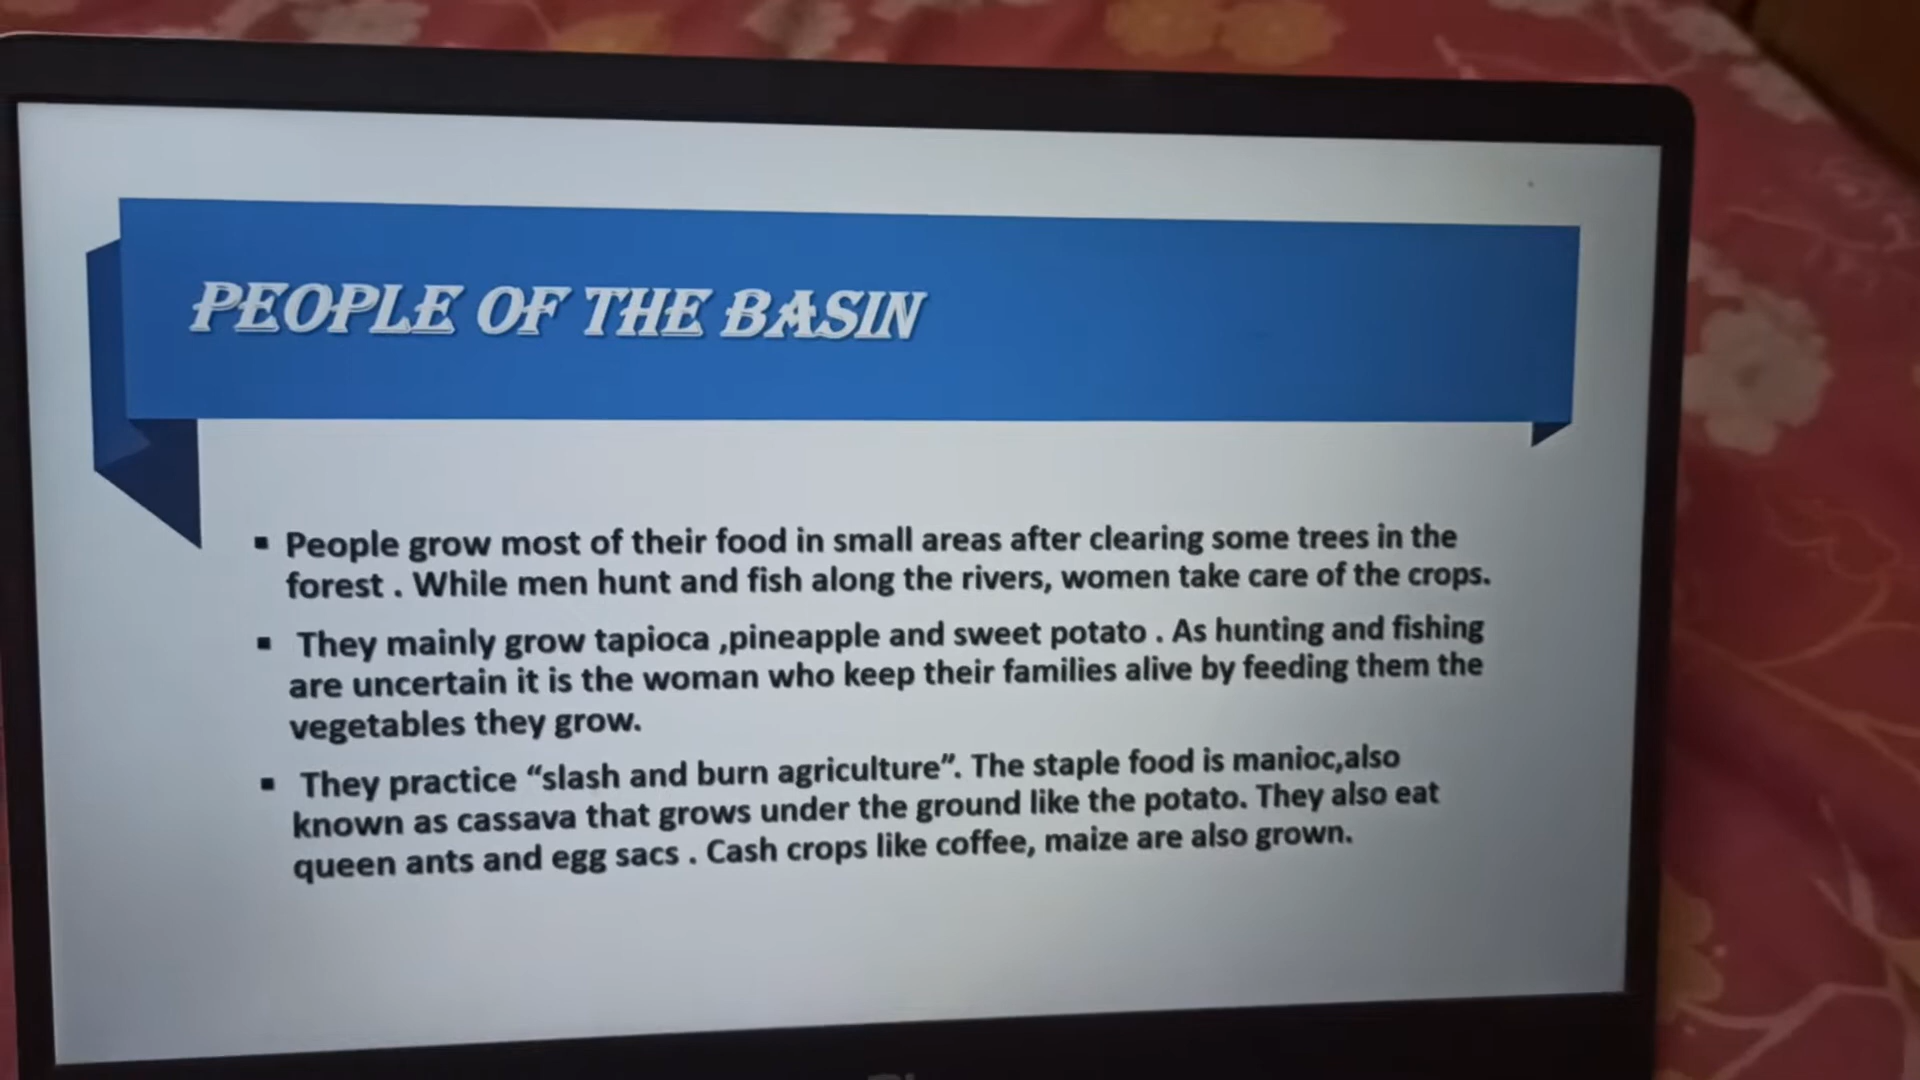 PEOPLE OF THE BASIN
▪ People grow most of their food in small areas after clearing some trees in the
forest . While men hunt and fish along the rivers, women take care of the crops.
▪ They mainly grow tapioca ,pineapple and sweet potato . As hunting and fishing
are uncertain it is the woman who keep their families alive by feeding them the
vegetables they grow.
▪ They practice “slash and burn agriculture”. The staple food is manioc,also
known as cassava that grows under the ground like the potato. They also eat
queen ants and egg sacs . Cash crops like coffee, maize are also grown.